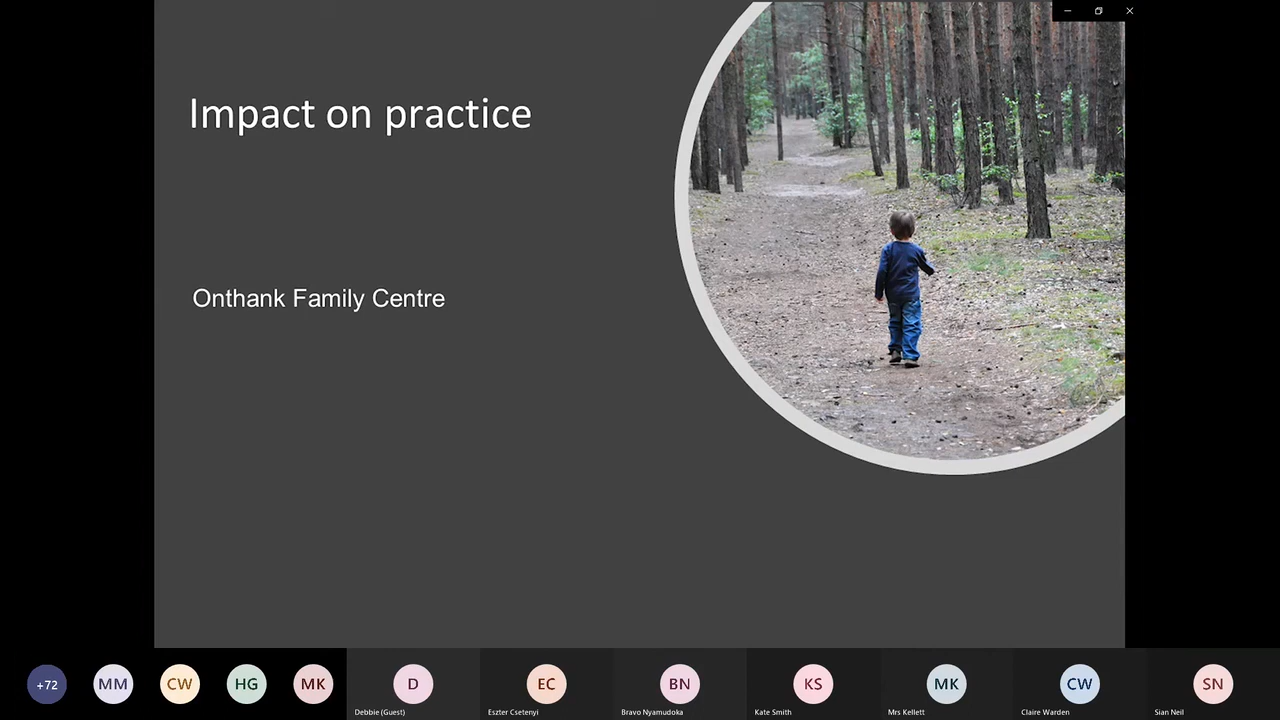 Impact on practice
Onthank Family Centre
+72
MM
CW
HG
MK
D
EC
BN
KS
MK
CW
SN
Debbie (Guest)
Eszter Csetenyi
Bravo Nyamudoka
Kate Smith
Mrs Kellett
Claire Warden
Sian Neil